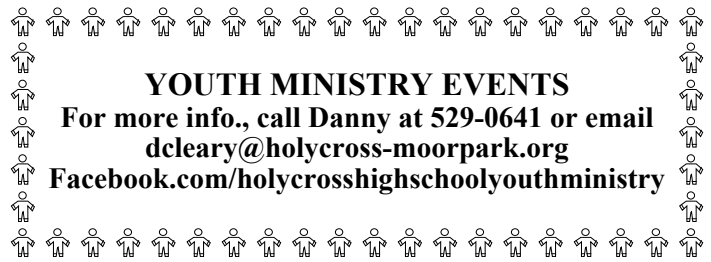 YOUTH MINISTRY EVENTS
For more info., call Danny at 529-0641 or email
dcleary@holycross-moorpark.org
Facebook.com/holycrosshighschoolyouthministry